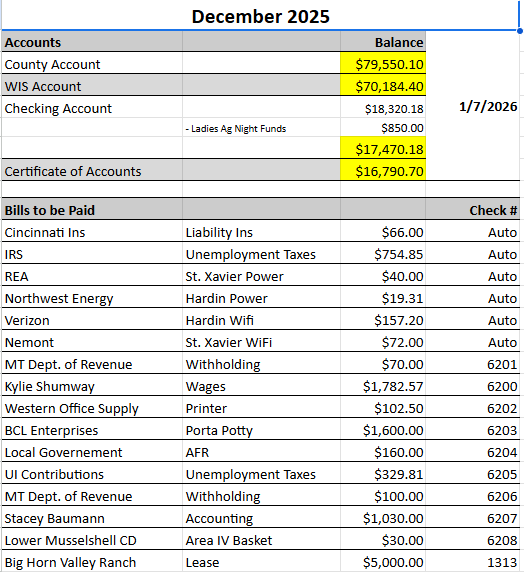 December 2025
Accounts Balance
County Account $79,550.10
WIS Account $70,184.40
Checking Account $18,320.18 1/7/2026
- Ladies Ag Night Funds $850.00
$17,470.18
Certificate of Accounts $16,790.70
Bills to be Paid Check #
Cincinnati Ins Liability Ins $66.00 Auto
IRS Unemployment Taxes $754.85 Auto
REA St. Xavier Power $40.00 Auto
Northwest Energy Hardin Power $19.31 Auto
Verizon Hardin Wifi $157.20 Auto
Nemont St. Xavier WiFi $72.00 Auto
MT Dept. of Revenue Withholding $70.00 6201
Kylie Shumway Wages $1,782.57 6200
Western Office Supply Printer $102.50 6202
BCL Enterprises Porta Potty $1,600.00 6203
Local Governement AFR $160.00 6204
UI Contributions Unemployment Taxes $329.81 6205
MT Dept. of Revenue Withholding $100.00 6206
Stacey Baumann Accounting $1,030.00 6207
Lower Musselshell CD Area IV Basket $30.00 6208
Big Horn Valley Ranch Lease $5,000.00 1313